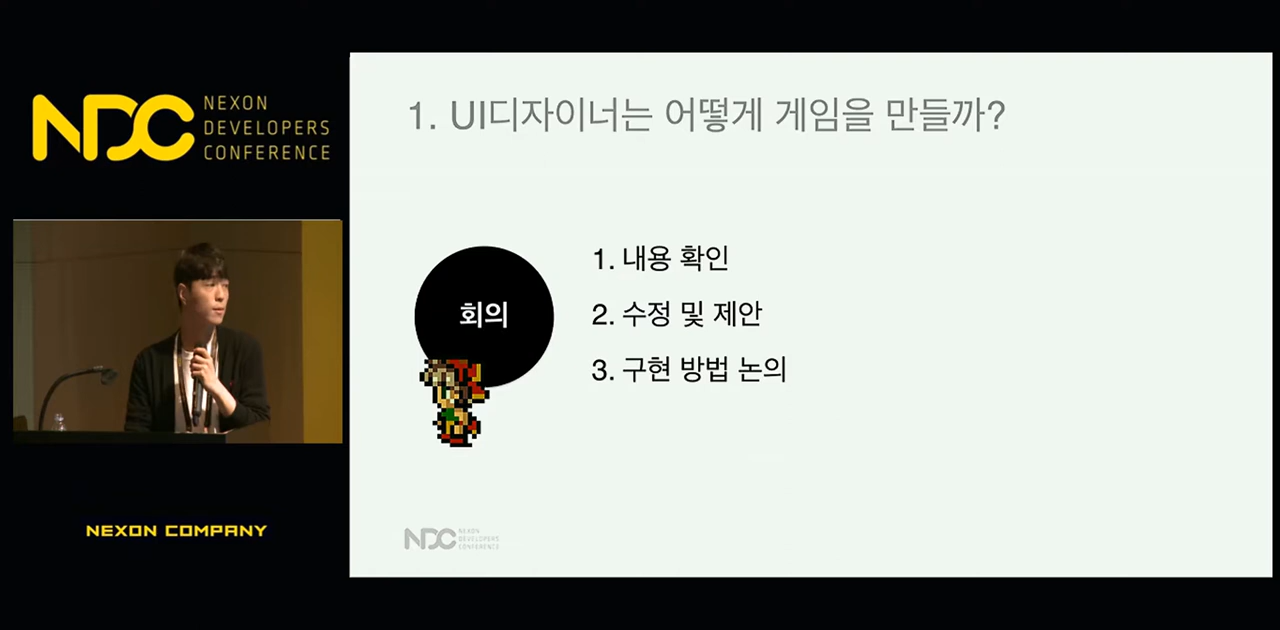 NDC
NEXON
DEVELOPERS
CONFERENCE
NEXON COMPANY
1. UI디자이너는 어떻게 게임을 만들까?
회의
1. 내용 확인
2. 수정 및 제안
3. 구현 방법 논의
NDC
NEXON
DEVELOPERS
CONFERENCE